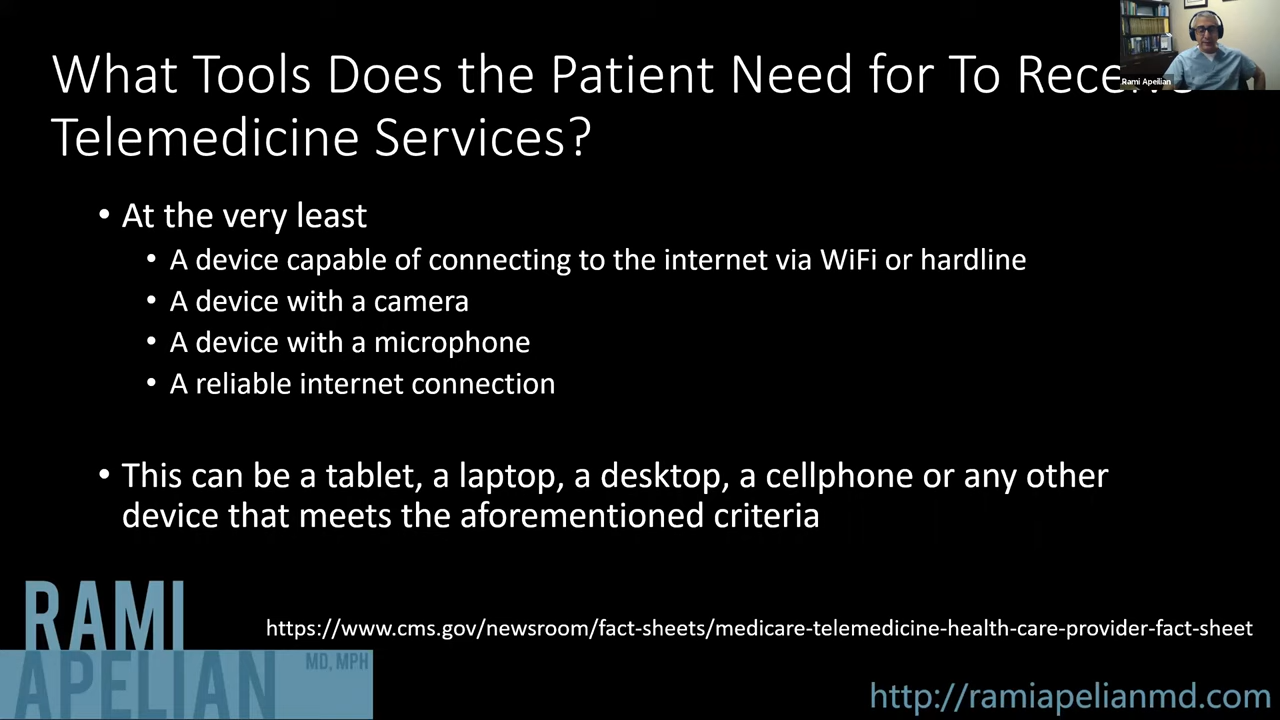 What Tools Does the Patient Need for To
Telemedicine Services?
Rami Apelian
• At the very least
• A device capable of connecting to the internet via WiFi or hardline
• A device with a camera
• A device with a microphone
• A reliable internet connection
• This can be a tablet, a laptop, a desktop, a cellphone or any other
device that meets the aforementioned criteria
RAMI
APELIAN
MD, MPH
https://www.cms.gov/newsroom/fact-sheets/medicare-telemedicine-health-care-provider-fact-sheet
http://ramiapelianmd.com